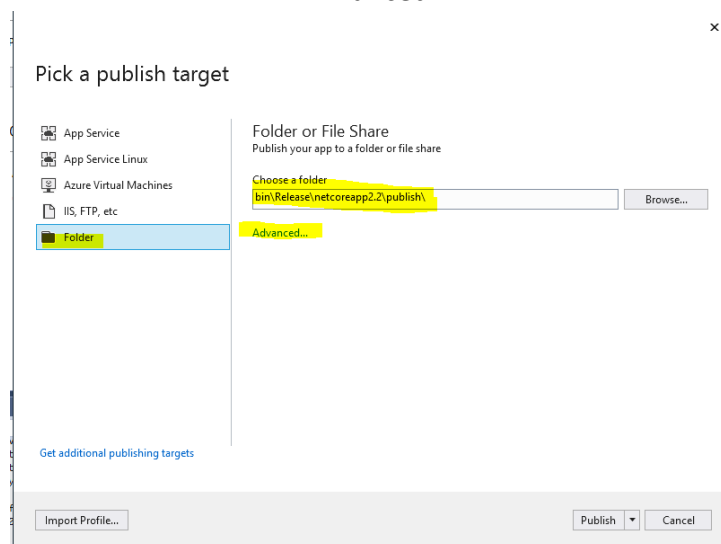 Pick a publish target
App Service
App Service Linux
Azure Virtual Machines
IIS, FTP, etc
Folder
Get additional publishing targets
Folder or File Share
Publish your app to a folder or file share
Choose a folder
bin\Release\netcoreapp2.2\publish\
Browse...
Advanced...
Import Profile...
Publish
Cancel